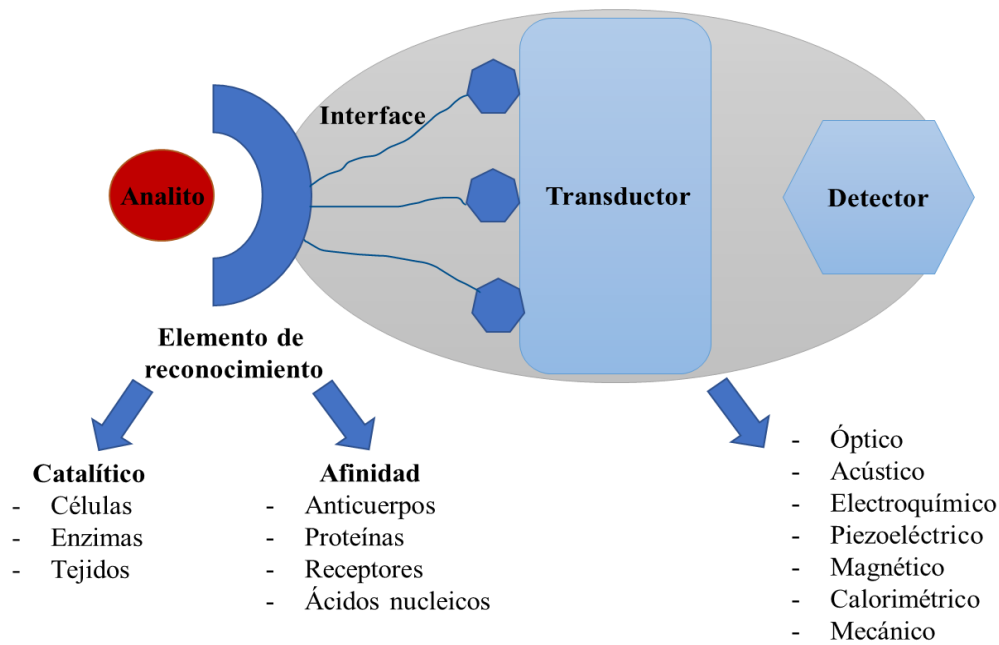 Interface
Analito
Transductor
Detector
Elemento de
reconocimiento
Catalítico
- Células
- Enzimas
- Tejidos
Afinidad
- Anticuerpos
- Proteínas
- Receptores
- Ácidos nucleicos
- Óptico
- Acústico
- Electroquímico
- Piezoeléctrico
- Magnético
- Calorimétrico
- Mecánico